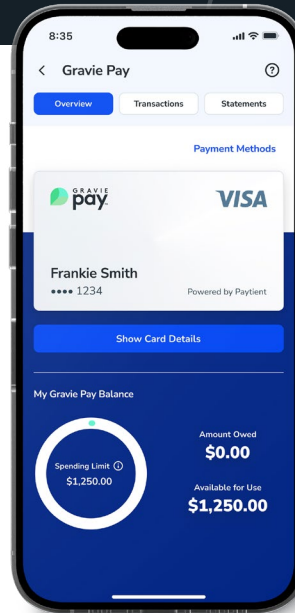 8:35
Gravie Pay
Overview Transactions Statements
Payment Methods
GRAVIE
pay
VISA
Frankie Smith
•••• 1234 Powered by Paytient
Show Card Details
My Gravie Pay Balance
Spending Limit
$1,250.00
Amount Owed
$0.00
Available for Use
$1,250.00